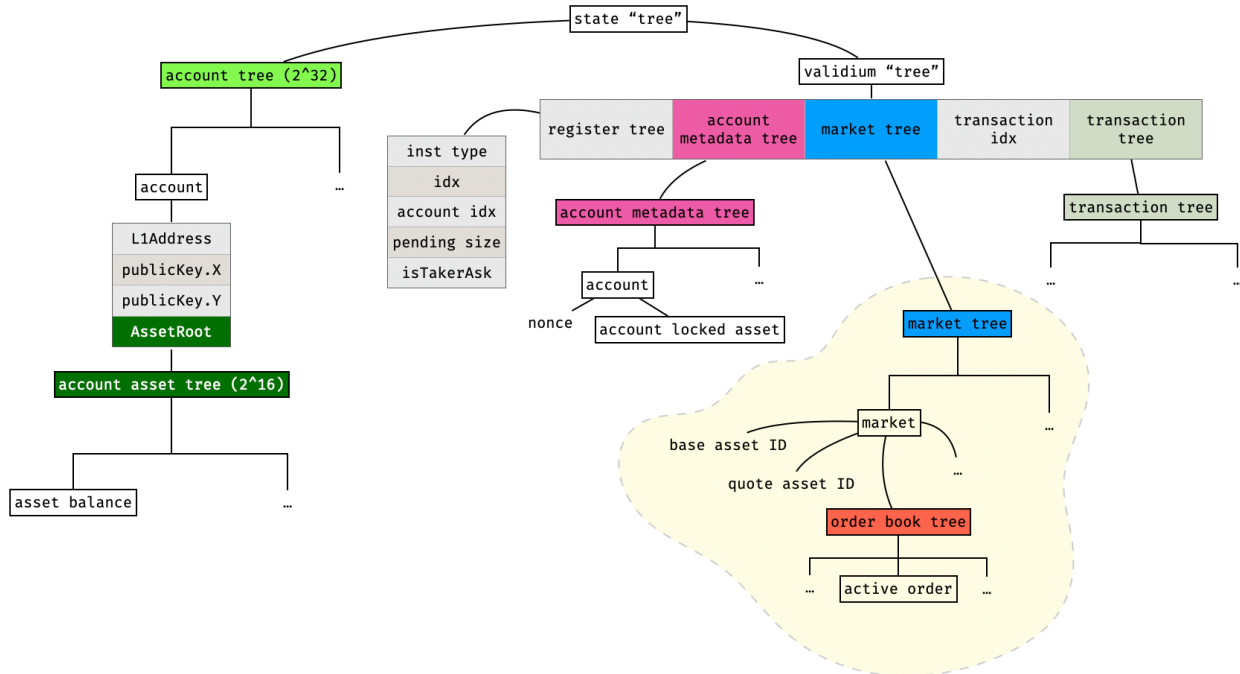 state “tree”
account tree (2^32)
validium “tree”
register tree
account
metadata tree
market tree
transaction
idx
transaction
tree
inst type
idx
account idx
pending size
isTakerAsk
account
…
L1Address
publicKey.X
publicKey.Y
AssetRoot
account asset tree (2^16)
asset balance
…
account metadata tree
account
…
nonce
account locked asset
transaction tree
…
…
market tree
market
…
base asset ID
quote asset ID
…
order book tree
…
active order
…